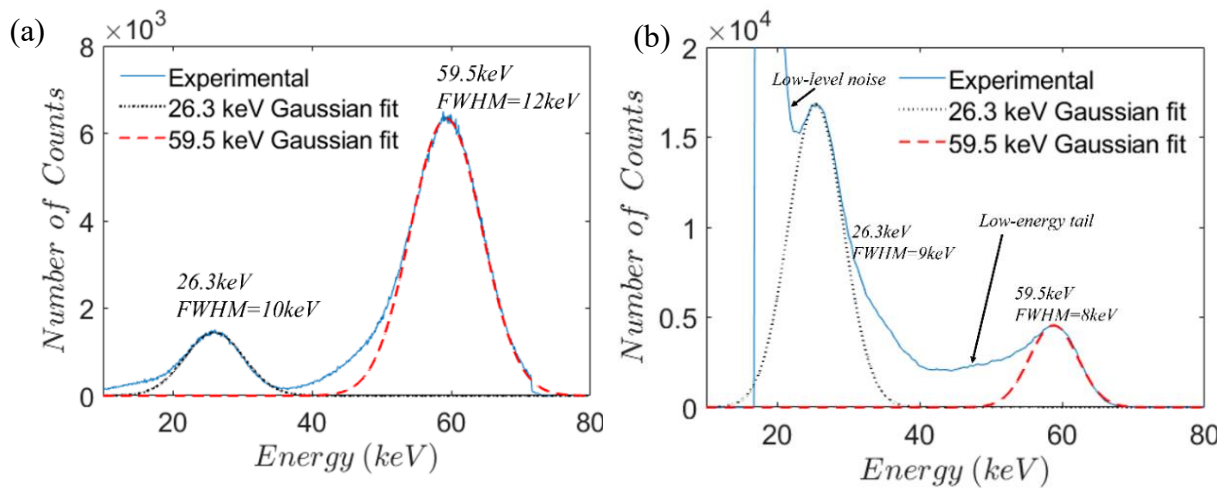 (a)
×10³
8
6
4
2
0
20
40
60
80
Number of Counts
Energy (keV)
Experimental
26.3 keV Gaussian fit
59.5 keV Gaussian fit
59.5keV
FWHM=12keV
26.3keV
FWHM=10keV
(b)
×10⁴
2
1.5
1
0.5
0
20
40
60
80
Number of Counts
Energy (keV)
Low-level noise
Experimental
26.3 keV Gaussian fit
59.5 keV Gaussian fit
Low-energy tail
26.3keV
FWHM=9keV
59.5keV
FWHM=8keV